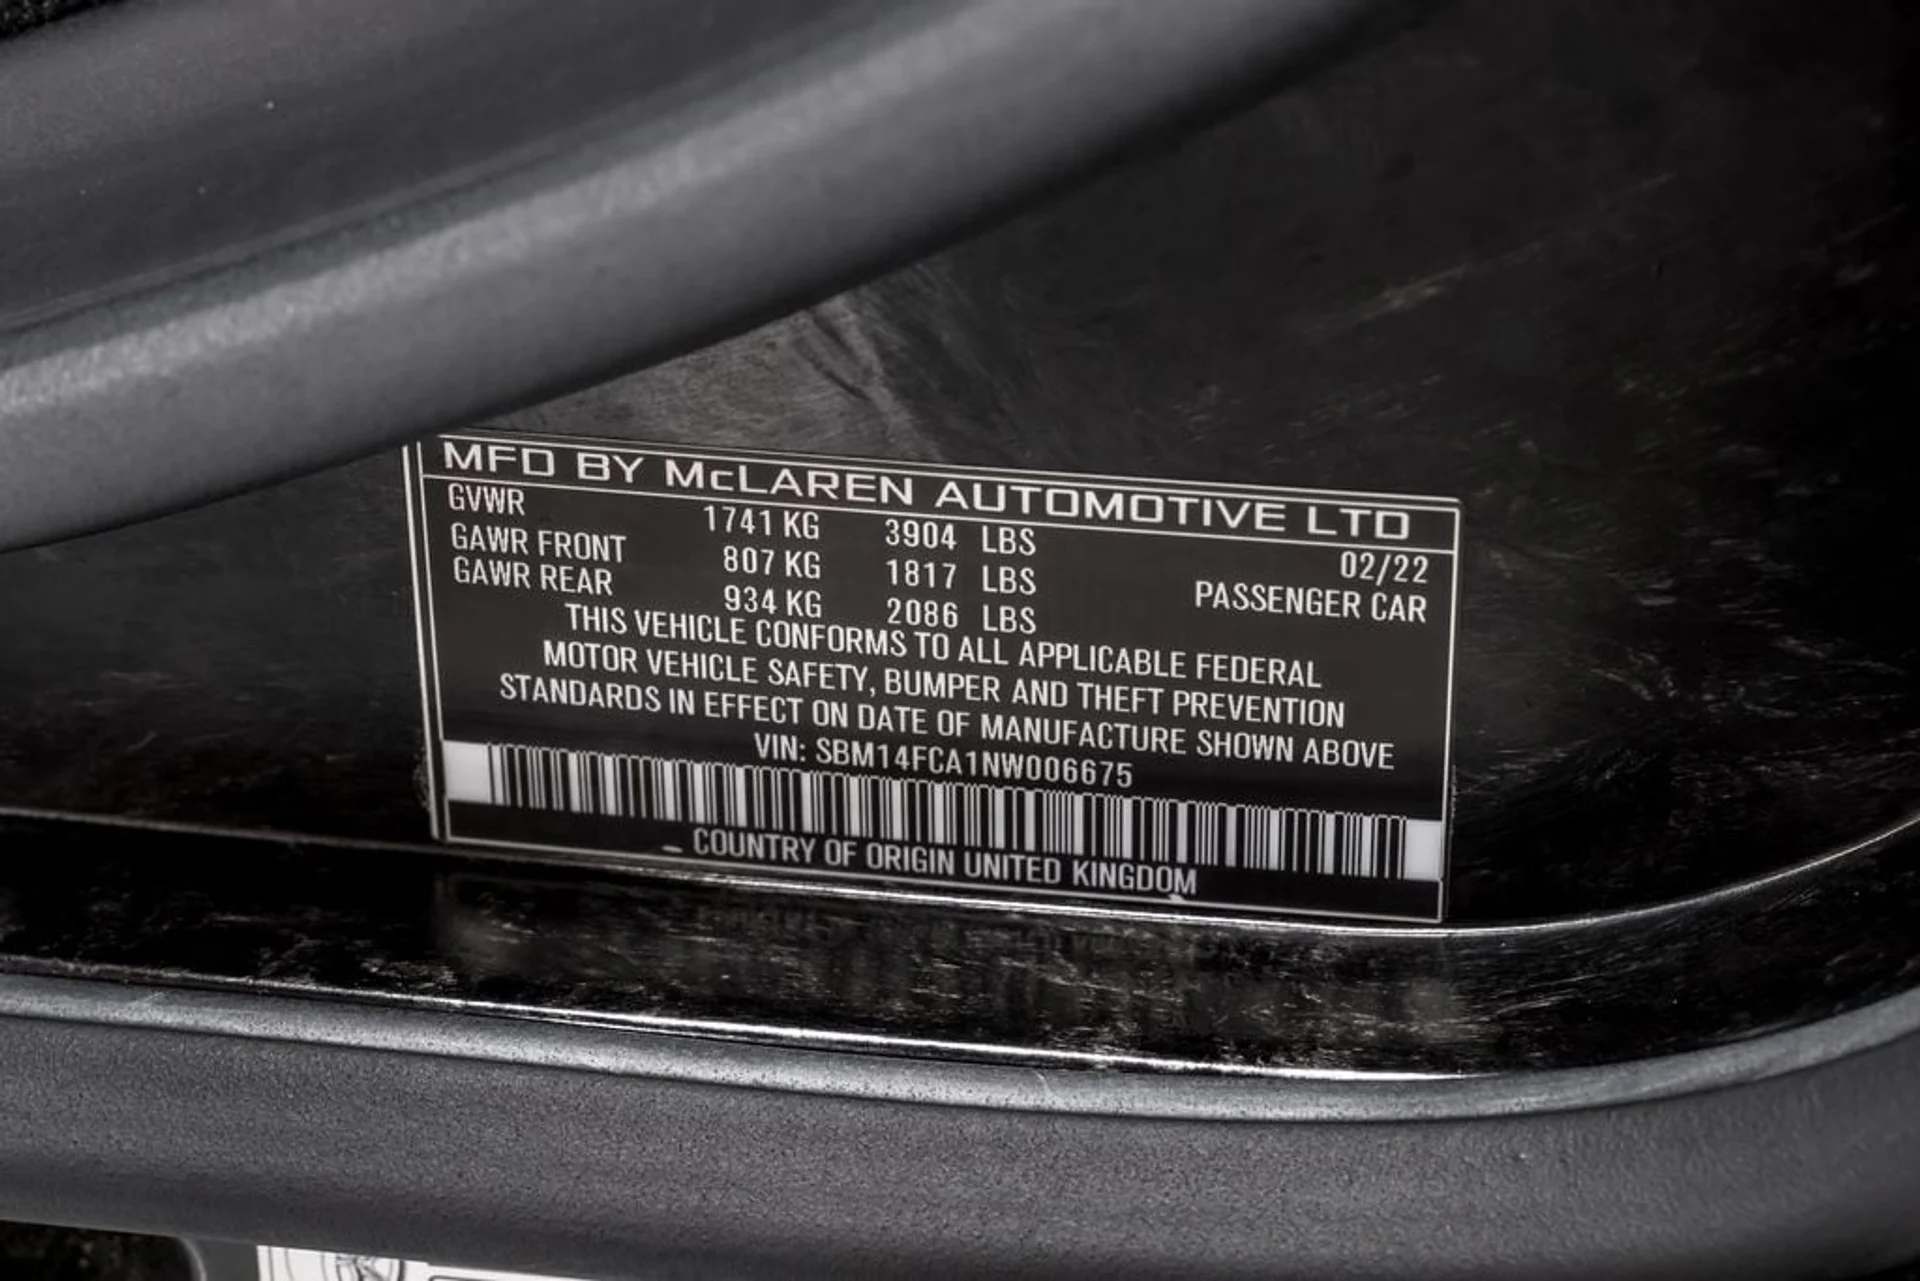 MFD BY McLAREN AUTOMOTIVE LTD
GVWR 1741 KG 3904 LBS 02/22
GAWR FRONT 807 KG 1817 LBS PASSENGER CAR
GAWR REAR 934 KG 2086 LBS
THIS VEHICLE CONFORMS TO ALL APPLICABLE FEDERAL
MOTOR VEHICLE SAFETY, BUMPER AND THEFT PREVENTION
STANDARDS IN EFFECT ON DATE OF MANUFACTURE SHOWN ABOVE
VIN: SBM14FCA1NW006675
COUNTRY OF ORIGIN UNITED KINGDOM